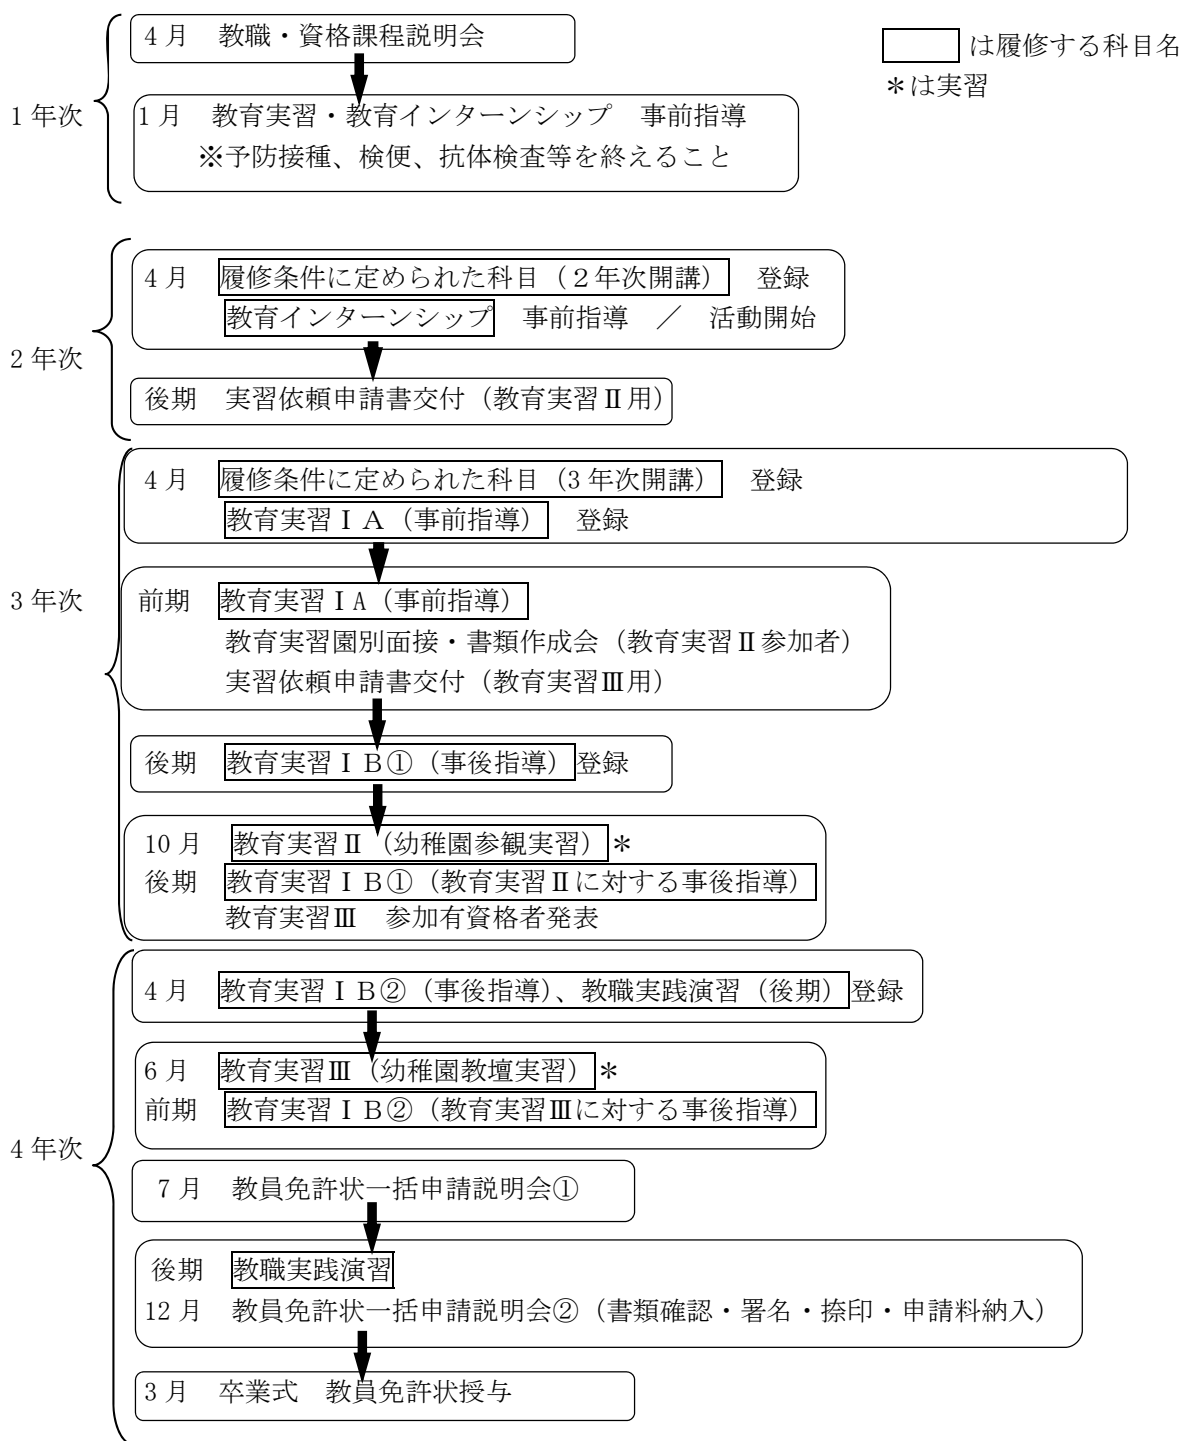 4月　教職・資格課程説明会
は履修する科目名
＊は実習
1年次
1月　教育実習・教育インターンシップ　事前指導
※予防接種、検便、抗体検査等を終えること
2年次
4月　履修条件に定められた科目（２年次開講）　登録
教育インターンシップ　事前指導　／　活動開始
後期　実習依頼申請書交付（教育実習Ⅱ用）
3年次
4月　履修条件に定められた科目（3年次開講）　登録
教育実習ⅠＡ（事前指導）　登録
前期　教育実習ⅠA（事前指導）
教育実習園別面接・書類作成会（教育実習Ⅱ参加者）
実習依頼申請書交付（教育実習Ⅲ用）
後期　教育実習ⅠＢ①（事後指導）登録
10月　教育実習Ⅱ（幼稚園参観実習）＊
後期　教育実習ⅠＢ①（教育実習Ⅱに対する事後指導）
教育実習Ⅲ　参加有資格者発表
4年次
4月　教育実習ⅠＢ②（事後指導）、教職実践演習（後期）登録
6月　教育実習Ⅲ（幼稚園教壇実習）＊
前期　教育実習ⅠＢ②（教育実習Ⅲに対する事後指導）
7月　教員免許状一括申請説明会①
後期　教職実践演習
12月　教員免許状一括申請説明会②（書類確認・署名・捺印・申請料納入）
3月　卒業式　教員免許状授与